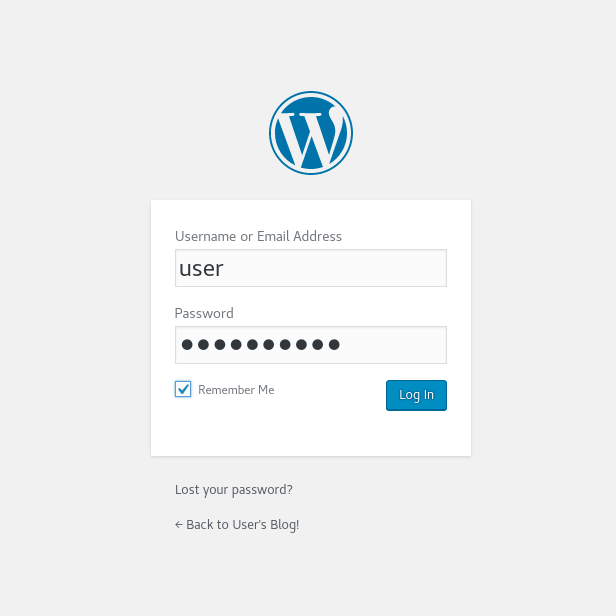 Username or Email Address
user
Password
●●●●●●●●●●
Remember Me
Log In
Lost your password?
← Back to User's Blog!